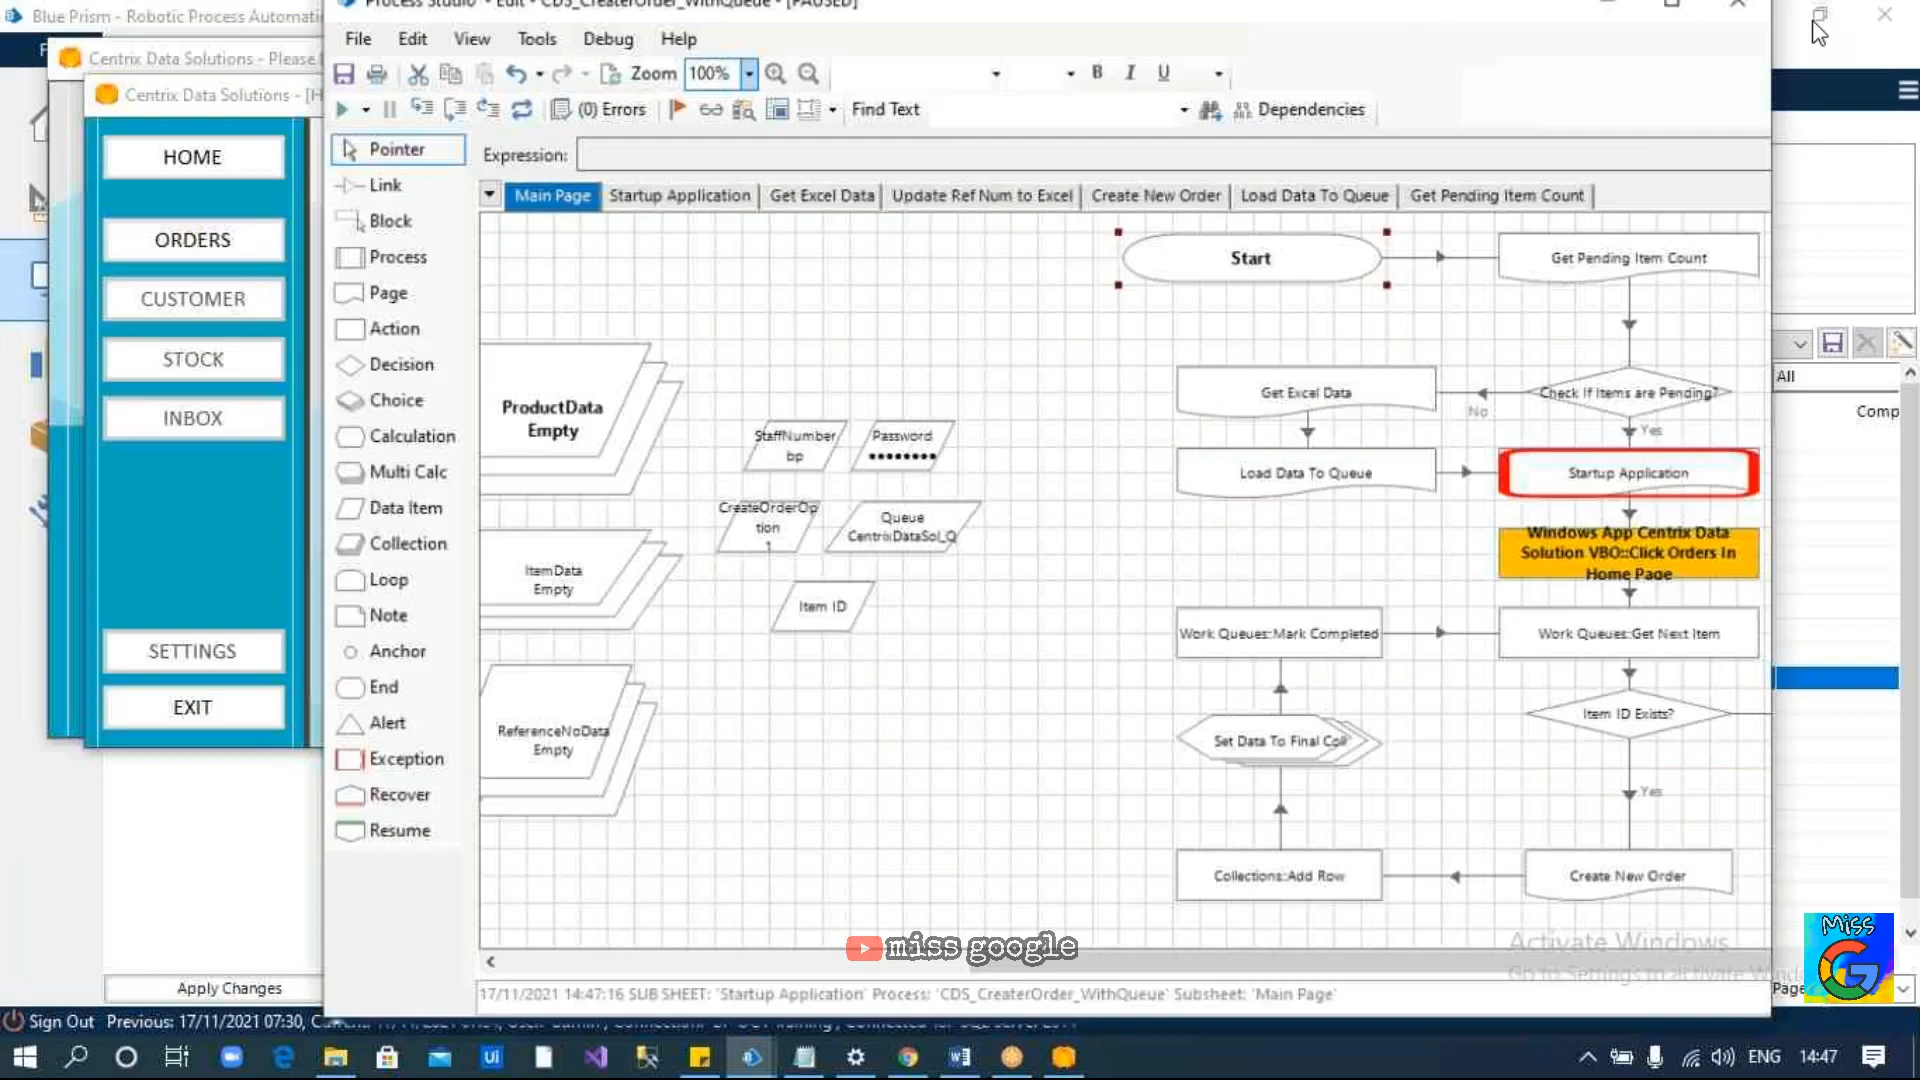 Blue Prism - Robotic Process Automati
Centrix Data Solutions - Please
Centrix Data Solutions - [H
HOME
ORDERS
CUSTOMER
STOCK
INBOX
SETTINGS
EXIT
Apply Changes
Process Studio - Edit - CDS_CreaterOrder_WithQueue - [PAUSED]
File Edit View Tools Debug Help
Zoom 100% B I U
(0) Errors Find Text Dependencies
Pointer
Link
Block
Process
Page
Action
Decision
Choice
Calculation
Multi Calc
Data Item
Collection
Loop
Note
Anchor
End
Alert
Exception
Recover
Resume
Expression:
Main Page Startup Application Get Excel Data Update Ref Num to Excel Create New Order Load Data To Queue Get Pending Item Count
Start
Get Pending Item Count
ProductData
Empty
StaffNumber
bp
Password
●●●●●●●●
Get Excel Data
No
Check If Items are Pending?
Yes
Load Data To Queue
Startup Application
CreateOrderOp
tion
1
Queue
CentrixDataSol_Q
Windows App Centrix Data
Solution VBO::Click Orders In
Home Page
ItemData
Empty
Item ID
Work Queues::Mark Completed
Work Queues::Get Next Item
Item ID Exists?
Set Data To Final Coll
ReferenceNoData
Empty
Yes
Collections::Add Row
Create New Order
All
Comp
miss google
Activate Windows
Go to Settings to activate Wind
Miss
G
Page
17/11/2021 14:47:16 SUB SHEET: 'Startup Application' Process: 'CDS_CreaterOrder_WithQueue' Subsheet: 'Main Page'
Sign Out Previous: 17/11/2021 07:30,
Ui
W
ENG 14:47